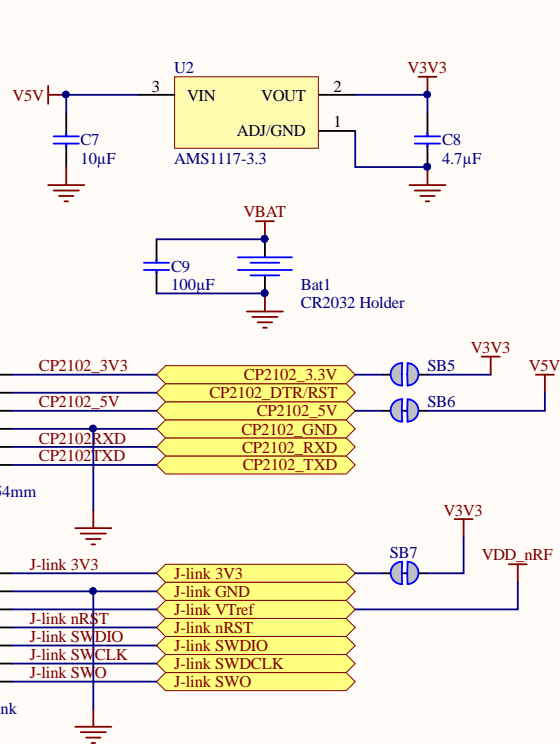 U2
V5V
3
VIN
VOUT
2
V3V3
ADJ/GND
1
C7
10µF
AMS1117-3.3
C8
4.7µF
VBAT
C9
100µF
Bat1
CR2032 Holder
CP2102_3V3
CP2102_3.3V
SB5
V3V3
V5V
CP2102_DTR/RST
CP2102_5V
CP2102_5V
SB6
CP2102_GND
CP2102RXD
CP2102_RXD
CP2102TXD
CP2102_TXD
54mm
V3V3
SB7
VDD_nRF
J-link 3V3
J-link 3V3
J-link GND
J-link VTref
J-link nRST
J-link nRST
J-link SWDIO
J-link SWDIO
J-link SWCLK
J-link SWDCLK
J-link SWO
J-link SWO
nk